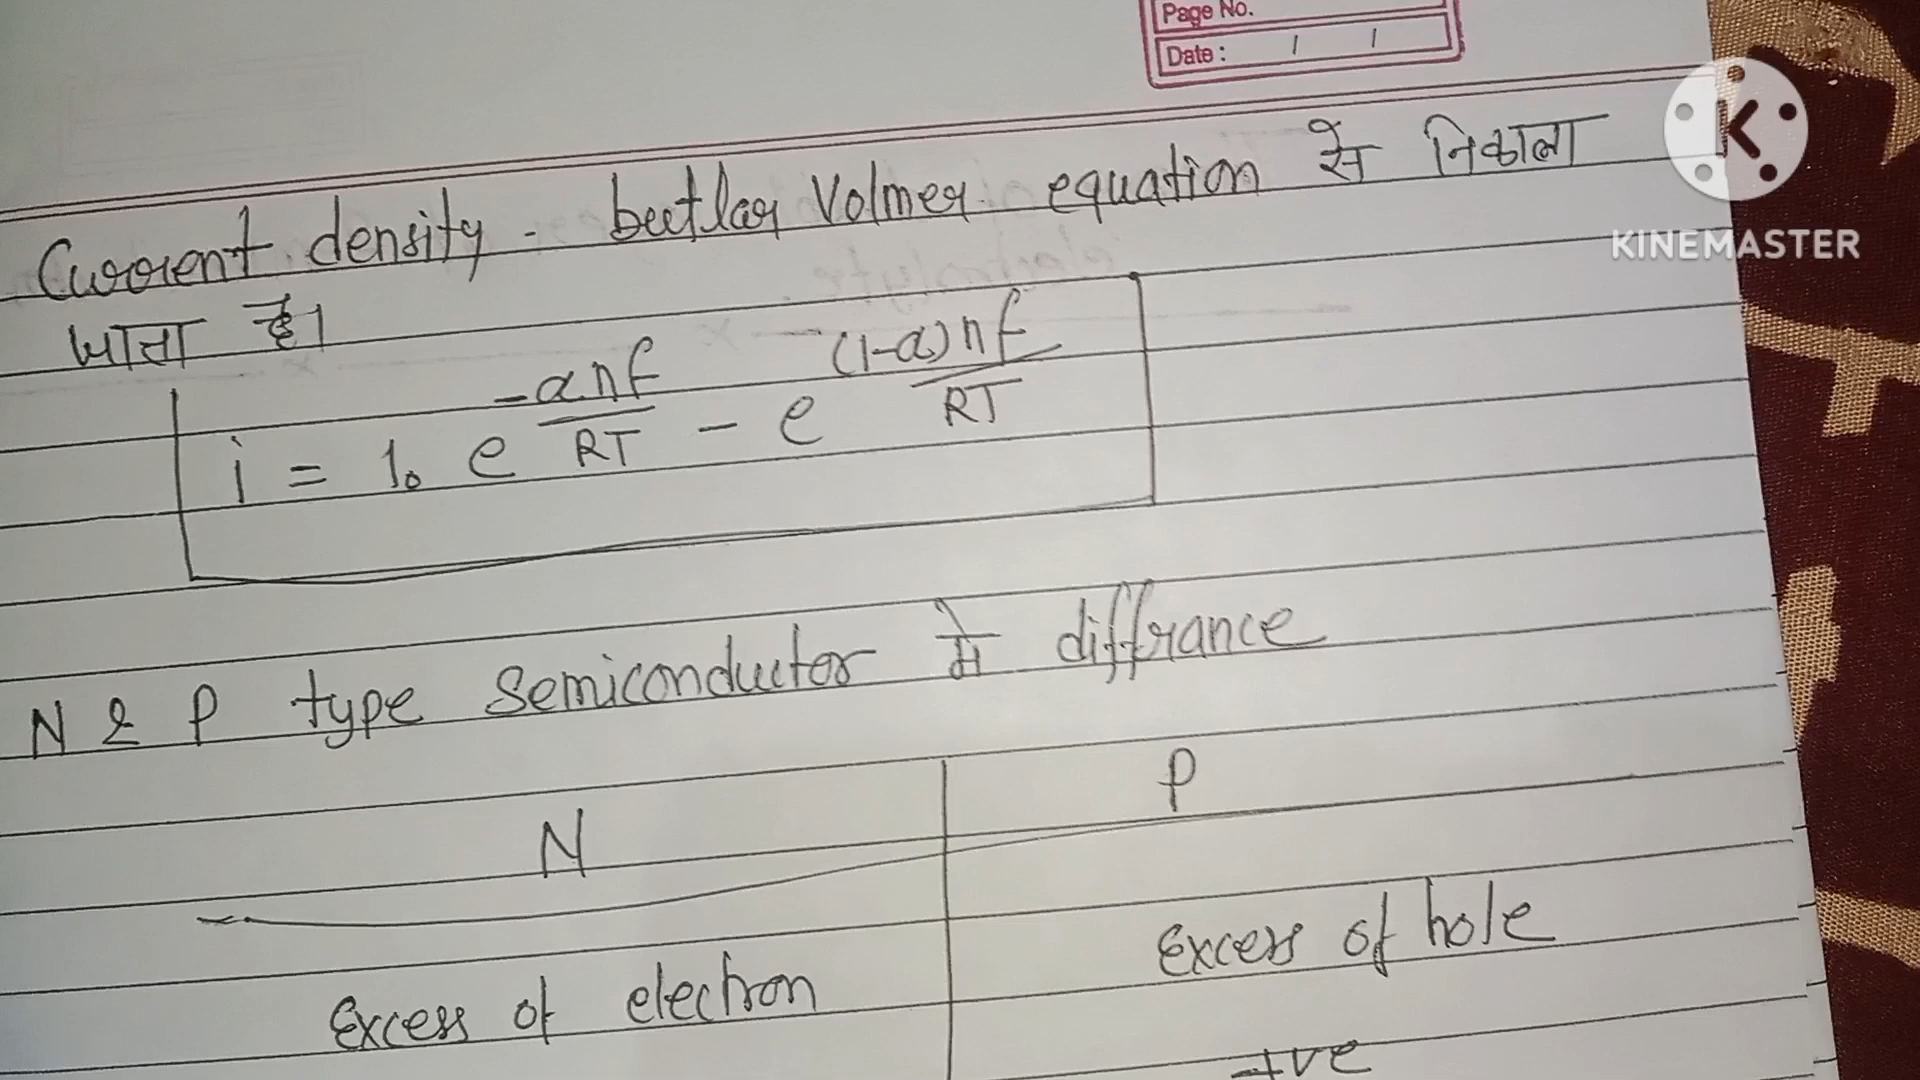 Page No.
Date : / /
Current density - beetlar Volmer equation से निकाला
जाता है।
i = 1₀ e -αnf/RT - e (1-α)nf/RT
N & P type Semiconductor में diffrance
N P
Excess of electron Excess of hole
+ve
K
KINEMASTER